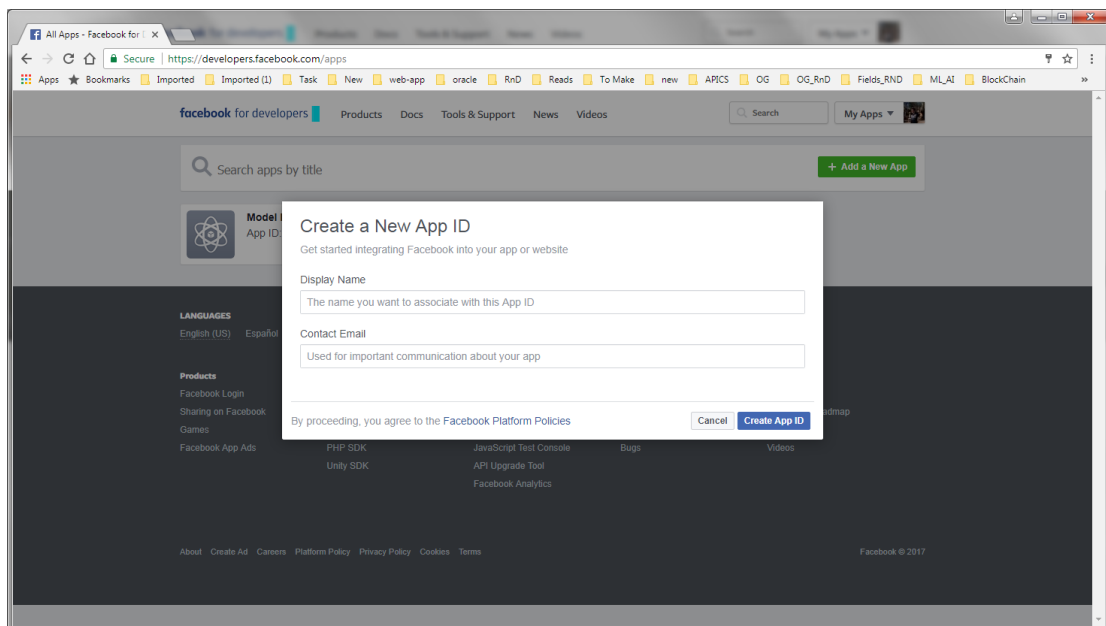 All Apps - Facebook for D
Secure https://developers.facebook.com/apps
Apps Bookmarks Imported Imported (1) Task New web-app oracle RnD Reads To Make new APICS OG OG_RnD Fields_RND ML_AI BlockChain »
facebook for developers Products Docs Tools & Support News Videos Search My Apps
Search apps by title
+ Add a New App
Model
App ID:
Create a New App ID
Get started integrating Facebook into your app or website
Display Name
The name you want to associate with this App ID
Contact Email
Used for important communication about your app
By proceeding, you agree to the Facebook Platform Policies Cancel Create App ID
LANGUAGES
English (US) Español
Products
Facebook Login
Sharing on Facebook admap
Games
Facebook App Ads PHP SDK JavaScript Test Console Bugs Videos
Unity SDK API Upgrade Tool
Facebook Analytics
About Create Ad Careers Platform Policy Privacy Policy Cookies Terms Facebook © 2017